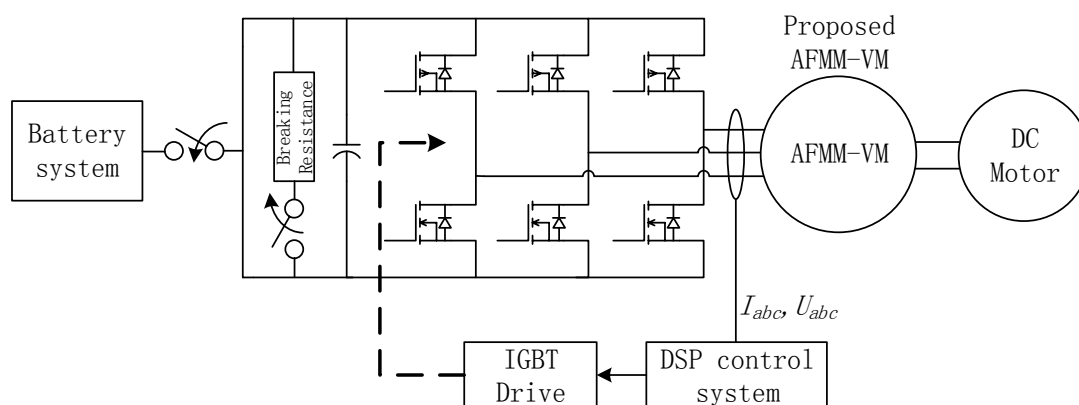 Proposed
AFMM-VM
Battery
system
Breaking
Resistance
AFMM-VM
DC
Motor
Iabc, Uabc
IGBT
Drive
DSP control
system